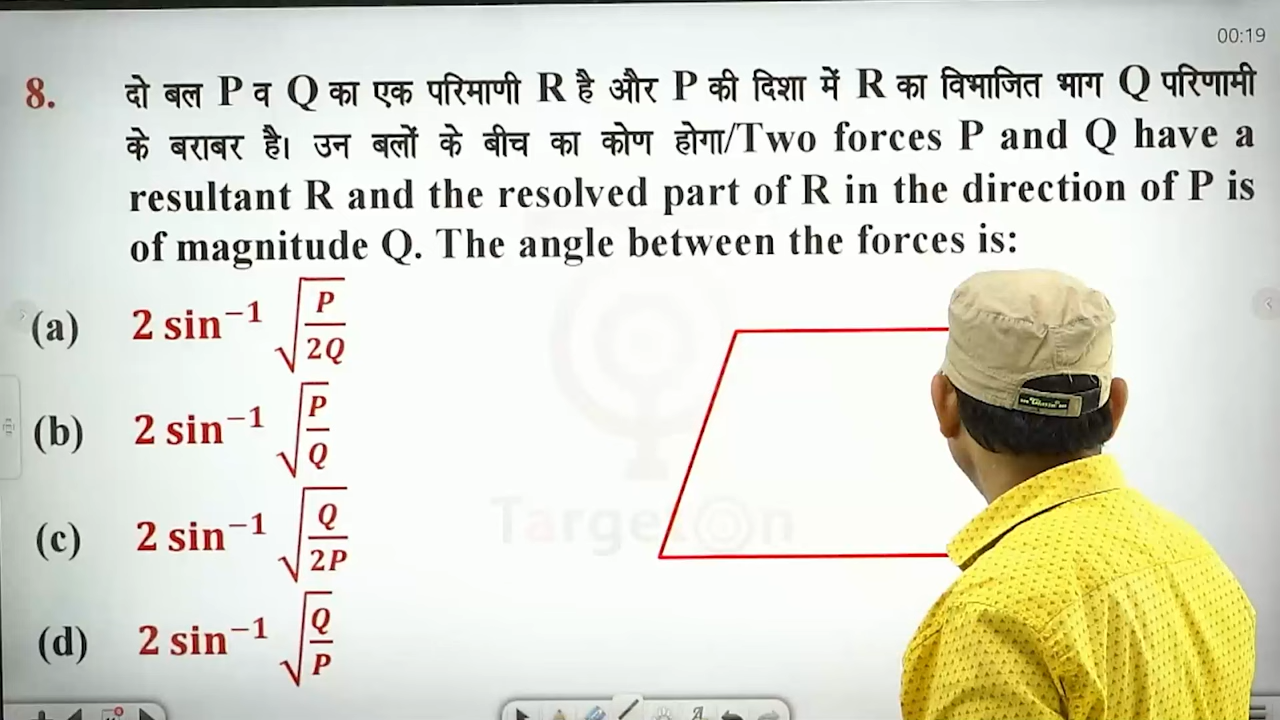 00:19
8. दो बल P व Q का एक परिमाणी R है और P की दिशा में R का विभाजित भाग Q परिणामी
के बराबर है। उन बलों के बीच का कोण होगा/Two forces P and Q have a
resultant R and the resolved part of R in the direction of P is
of magnitude Q. The angle between the forces is:
(a) 2 sin⁻¹ √(P/2Q)
(b) 2 sin⁻¹ √(P/Q)
(c) 2 sin⁻¹ √(Q/2P)
(d) 2 sin⁻¹ √(Q/P)
TargetOn